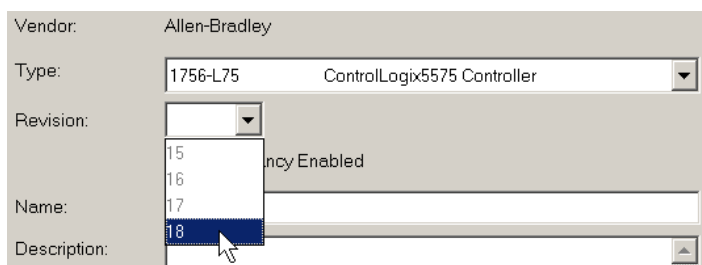 Vendor: Allen-Bradley
Type: 1756-L75 ControlLogix5575 Controller
Revision:
15
ncy Enabled
16
Name: 17
18
Description: